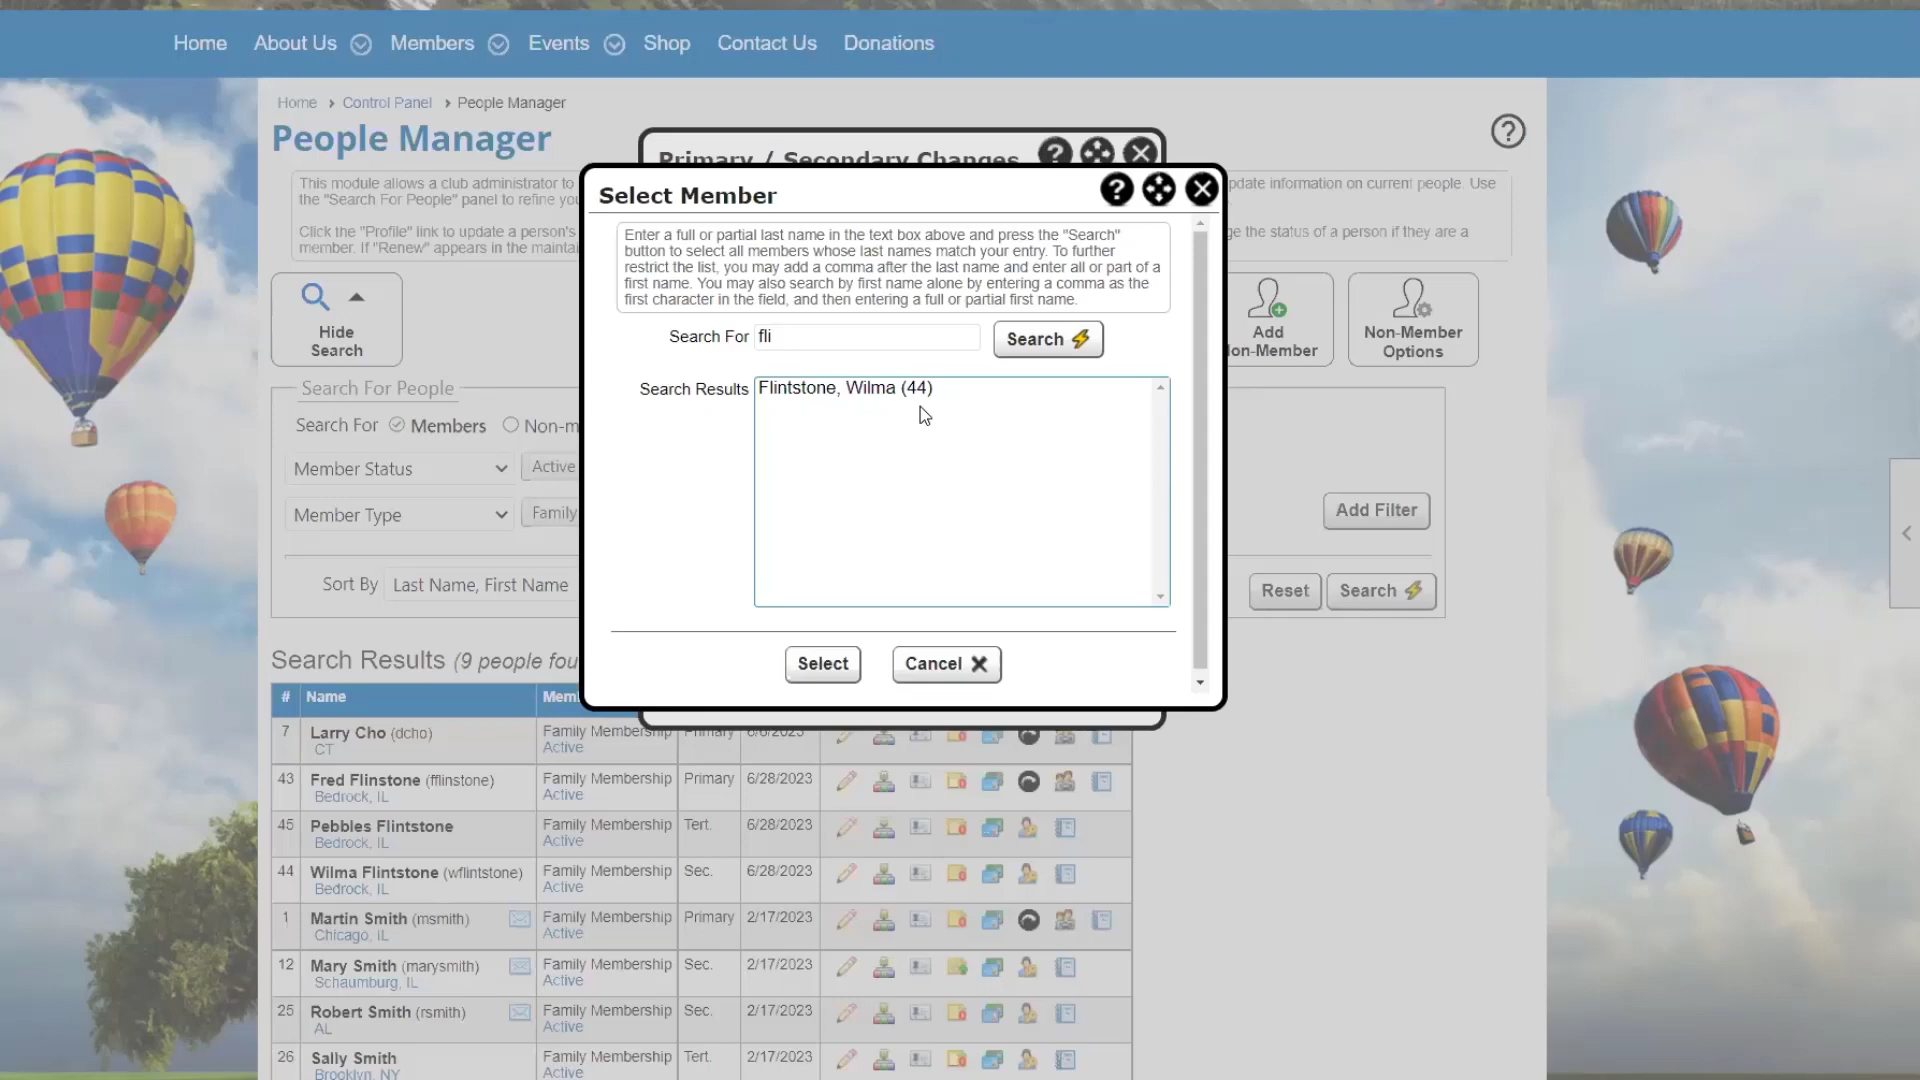 Home About Us Members Events Shop Contact Us Donations
Home › Control Panel › People Manager
People Manager
This module allows a club administrator to
pdate information on current people. Use
the "Search For People" panel to refine you
Click the "Profile" link to update a person's
ge the status of a person if they are a
member. If "Renew" appears in the mainta
Hide
Search
Add
on-Member
Non-Member
Options
Search For People
Search For Members Non-m
Member Status Active
Member Type Family
Add Filter
Sort By Last Name, First Name
Reset Search
Primary / Secondary Changes
Select Member
Enter a full or partial last name in the text box above and press the "Search"
button to select all members whose last names match your entry. To further
restrict the list, you may add a comma after the last name and enter all or part of a
first name. You may also search by first name alone by entering a comma as the
first character in the field, and then entering a full or partial first name.
Search For fli Search
Search Results Flintstone, Wilma (44)
Select Cancel
Search Results (9 people fou
# Name Mem
7 Larry Cho (dcho) Family Membership Primary 6/6/2023
CT Active
43 Fred Flinstone (fflinstone) Family Membership Primary 6/28/2023
Bedrock, IL Active
45 Pebbles Flintstone Family Membership Tert. 6/28/2023
Bedrock, IL Active
44 Wilma Flintstone (wflintstone) Family Membership Sec. 6/28/2023
Bedrock, IL Active
1 Martin Smith (msmith) Family Membership Primary 2/17/2023
Chicago, IL Active
12 Mary Smith (marysmith) Family Membership Sec. 2/17/2023
Schaumburg, IL Active
25 Robert Smith (rsmith) Family Membership Sec. 2/17/2023
AL Active
26 Sally Smith Family Membership Tert. 2/17/2023
Brooklyn, NY Active